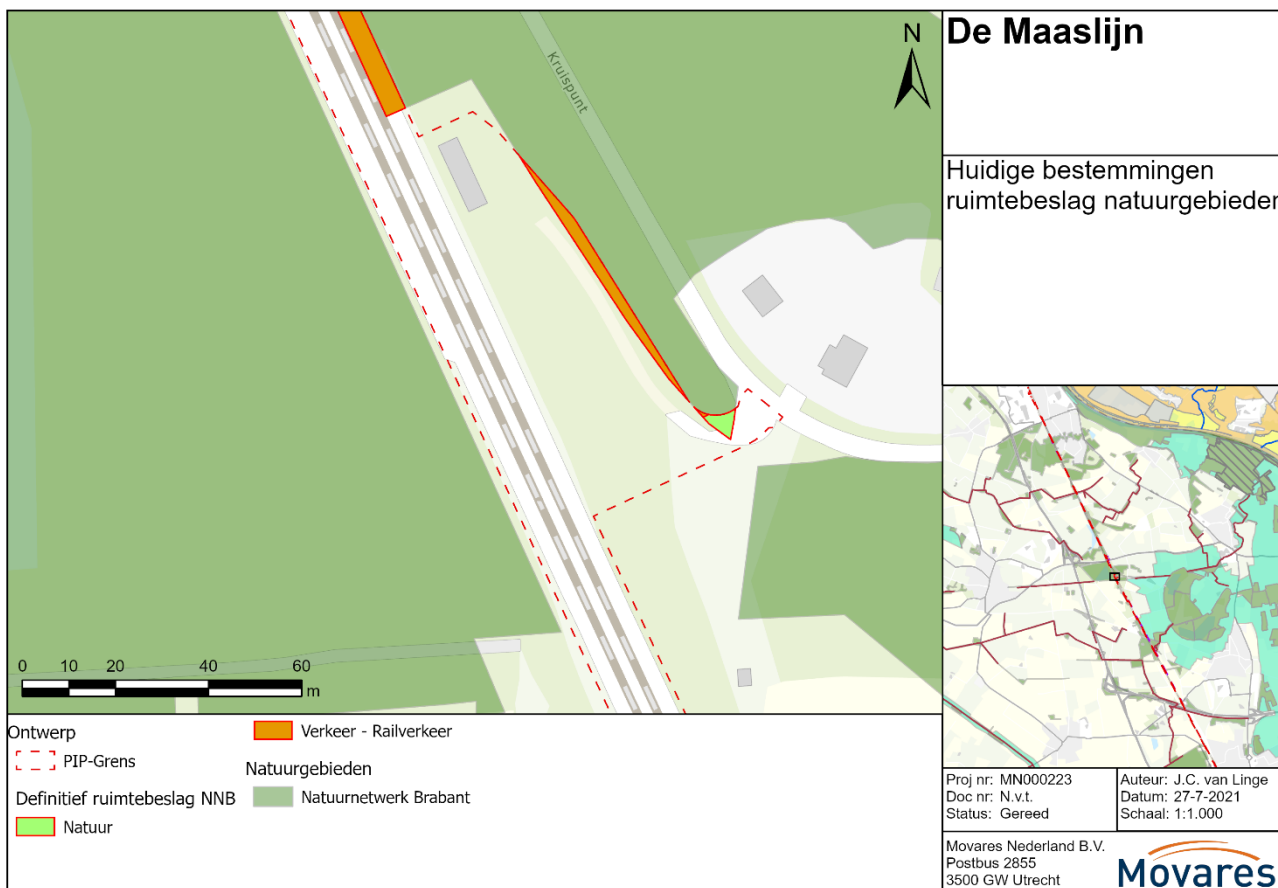 De Maaslijn
Huidige bestemmingen
ruimtebeslag natuurgebieden
N
Kruispunt
0 10 20 40 60
m
Ontwerp
PIP-Grens
Definitief ruimtebeslag NNB
Natuur
Verkeer - Railverkeer
Natuurgebieden
Natuurnetwerk Brabant
Proj nr: MN000223
Doc nr: N.v.t.
Status: Gereed
Auteur: J.C. van Linge
Datum: 27-7-2021
Schaal: 1:1.000
Movares Nederland B.V.
Postbus 2855
3500 GW Utrecht
Movares